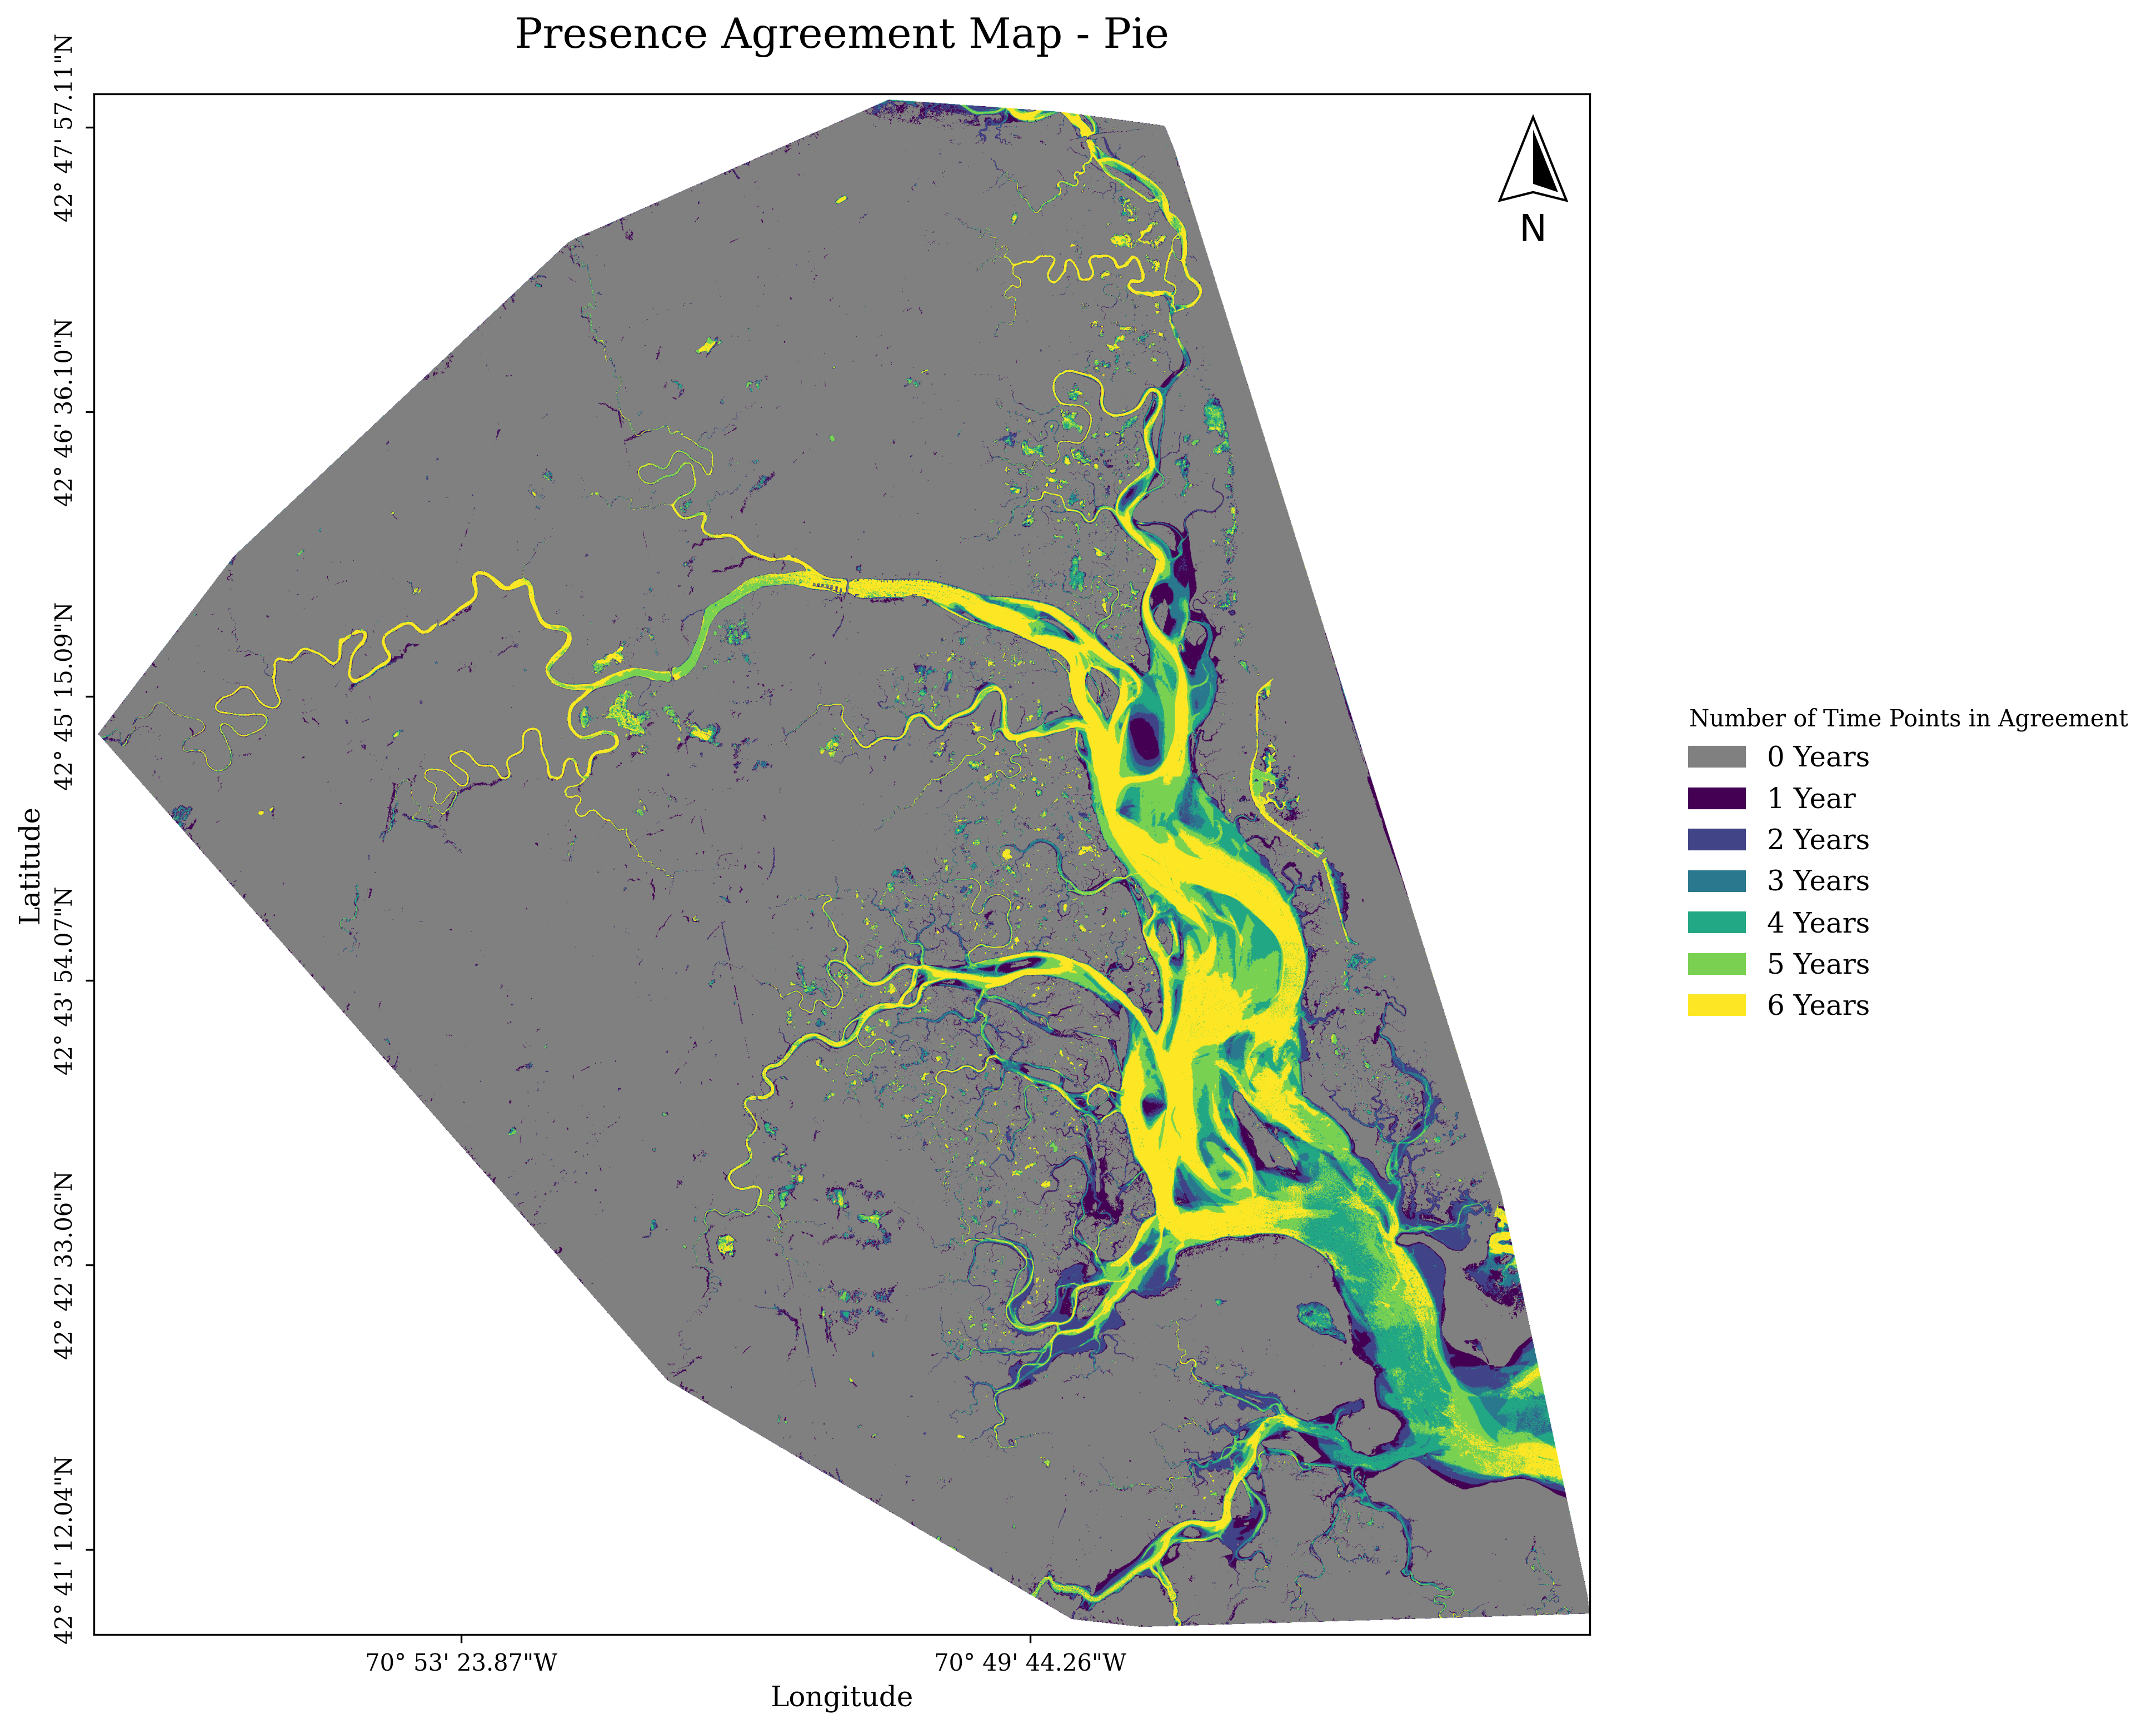 Presence Agreement Map - Pie
N
42° 47' 57.11"N
42° 46' 36.10"N
42° 45' 15.09"N
42° 43' 54.07"N
42° 42' 33.06"N
42° 41' 12.04"N
Latitude
70° 53' 23.87"W
70° 49' 44.26"W
Longitude
Number of Time Points in Agreement
0 Years
1 Year
2 Years
3 Years
4 Years
5 Years
6 Years